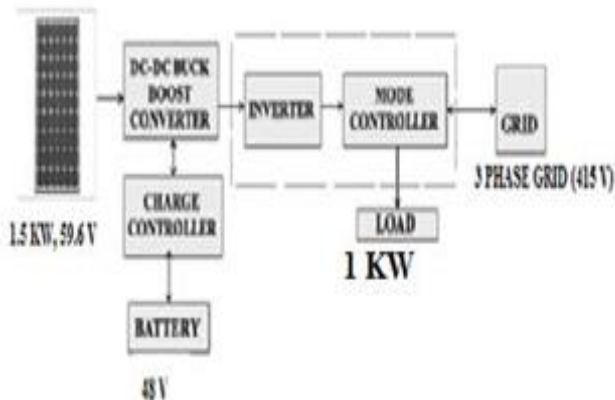 DC-DC BUCK
BOOST
CONVERTER
INVERTER
MODE
CONTROLLER
GRID
3 PHASE GRID (415 V)
1.5 KW, 59.6 V
CHARGE
CONTROLLER
LOAD
1 KW
BATTERY
48 V